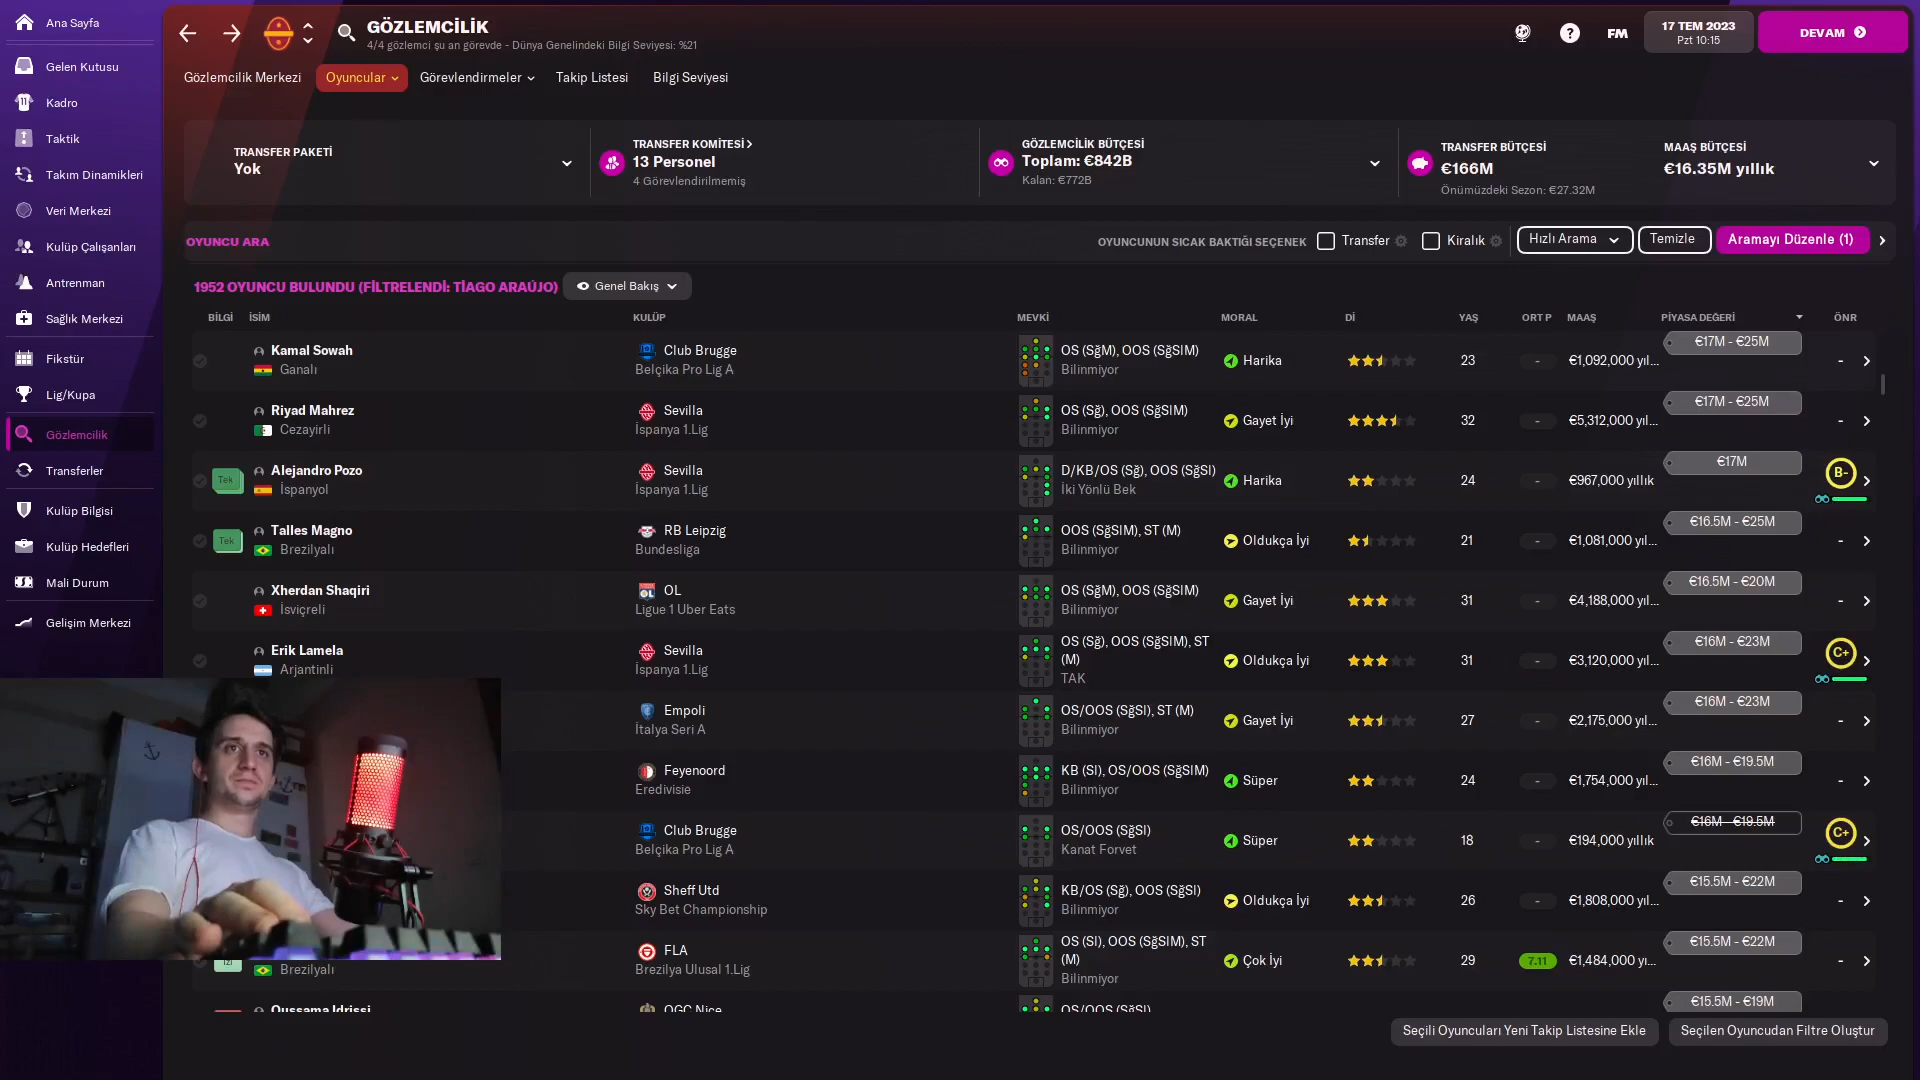 Ana Sayfa
Gelen Kutusu
Kadro
Taktik
Takım Dinamikleri
Veri Merkezi
Kulüp Çalışanları
Antrenman
Sağlık Merkezi
Fikstür
Lig/Kupa
Gözlemcilik
Transferler
Kulüp Bilgisi
Kulüp Hedefleri
Mali Durum
Gelişim Merkezi
GÖZLEMCİLİK
4/4 gözlemci şu an görevde - Dünya Genelindeki Bilgi Seviyesi: %21
? FM
17 TEM 2023
Pzt 10:15
DEVAM
Gözlemcilik Merkezi Oyuncular Görevlendirmeler Takip Listesi Bilgi Seviyesi
TRANSFER PAKETİ
Yok
TRANSFER KOMİTESİ
13 Personel
4 Görevlendirilmemiş
GÖZLEMCİLİK BÜTÇESİ
Toplam: €842B
Kalan: €772B
TRANSFER BÜTÇESİ
€166M
Önümüzdeki Sezon: €27.32M
MAAŞ BÜTÇESİ
€16.35M yıllık
OYUNCU ARA
OYUNCUNUN SICAK BAKTIĞI SEÇENEK Transfer Kiralık Hızlı Arama Temizle Aramayı Düzenle (1)
1952 OYUNCU BULUNDU (FİLTRELENDİ: TİAGO ARAÚJO) Genel Bakış
BİLGİ İSİM KULÜP MEVKİ MORAL Dİ YAŞ ORT P MAAŞ PİYASA DEĞERİ ÖNR
Kamal Sowah Club Brugge OS (SğM), OOS (SğSIM) Harika 23 - €1,092,000 yıl... €17M - €25M -
Ganalı Belçika Pro Lig A Bilinmiyor
Riyad Mahrez Sevilla OS (Sğ), OOS (SğSIM) Gayet İyi 32 - €5,312,000 yıl... €17M - €25M -
Cezayirli İspanya 1.Lig Bilinmiyor
Tek Alejandro Pozo Sevilla D/KB/OS (Sğ), OOS (SğSl) Harika 24 - €967,000 yıllık €17M B-
İspanyol İspanya 1.Lig İki Yönlü Bek
Tek Talles Magno RB Leipzig OOS (SğSIM), ST (M) Oldukça İyi 21 - €1,081,000 yıl... €16.5M - €25M -
Brezilyalı Bundesliga Bilinmiyor
Xherdan Shaqiri OL OS (SğM), OOS (SğSIM) Gayet İyi 31 - €4,188,000 yıl... €16.5M - €20M -
İsviçreli Ligue 1 Uber Eats Bilinmiyor
Erik Lamela Sevilla OS (Sğ), OOS (SğSIM), ST (M) Oldukça İyi 31 - €3,120,000 yıl... €16M - €23M C+
Arjantinli İspanya 1.Lig TAK
Empoli OS/OOS (SğSl), ST (M) Gayet İyi 27 - €2,175,000 yıl... €16M - €23M -
İtalya Seri A Bilinmiyor
Feyenoord KB (Sl), OS/OOS (SğSIM) Süper 24 - €1,754,000 yıl... €16M - €19.5M -
Eredivisie Bilinmiyor
Club Brugge OS/OOS (SğSl) Süper 18 - €194,000 yıllık €16M - €19.5M C+
Belçika Pro Lig A Kanat Forvet
Sheff Utd KB/OS (Sğ), OOS (SğSl) Oldukça İyi 26 - €1,808,000 yıl... €15.5M - €22M -
Sky Bet Championship Bilinmiyor
FLA OS (Sl), OOS (SğSIM), ST (M) Çok İyi 29 7.11 €1,484,000 yı... €15.5M - €22M -
Brezilyalı Brezilya Ulusal 1.Lig Bilinmiyor
Oussama Idrissi OGC Nice OS/OOS (SğSl) €15.5M - €19M
Seçili Oyuncuları Yeni Takip Listesine Ekle Seçilen Oyuncudan Filtre Oluştur